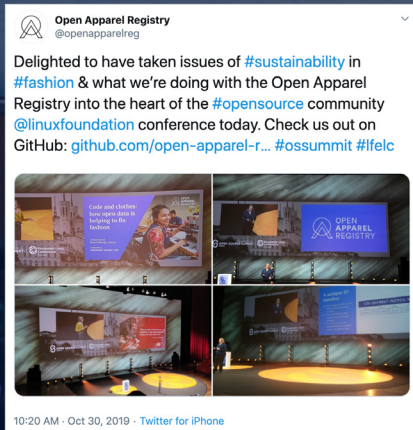 Open Apparel Registry
@openapparelreg
Delighted to have taken issues of #sustainability in
#fashion & what we're doing with the Open Apparel
Registry into the heart of the #opensource community
@linuxfoundation conference today. Check us out on
GitHub: github.com/open-apparel-r... #ossummit #lfelc
Code and clothes:
how open data is
helping to fix
fashion
OPEN
APPAREL
REGISTRY
10:20 AM · Oct 30, 2019 · Twitter for iPhone